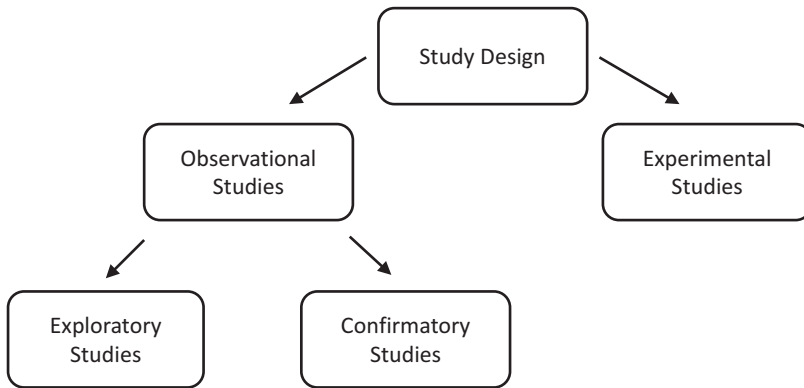 Study Design
Observational
Studies
Experimental
Studies
Exploratory
Studies
Confirmatory
Studies